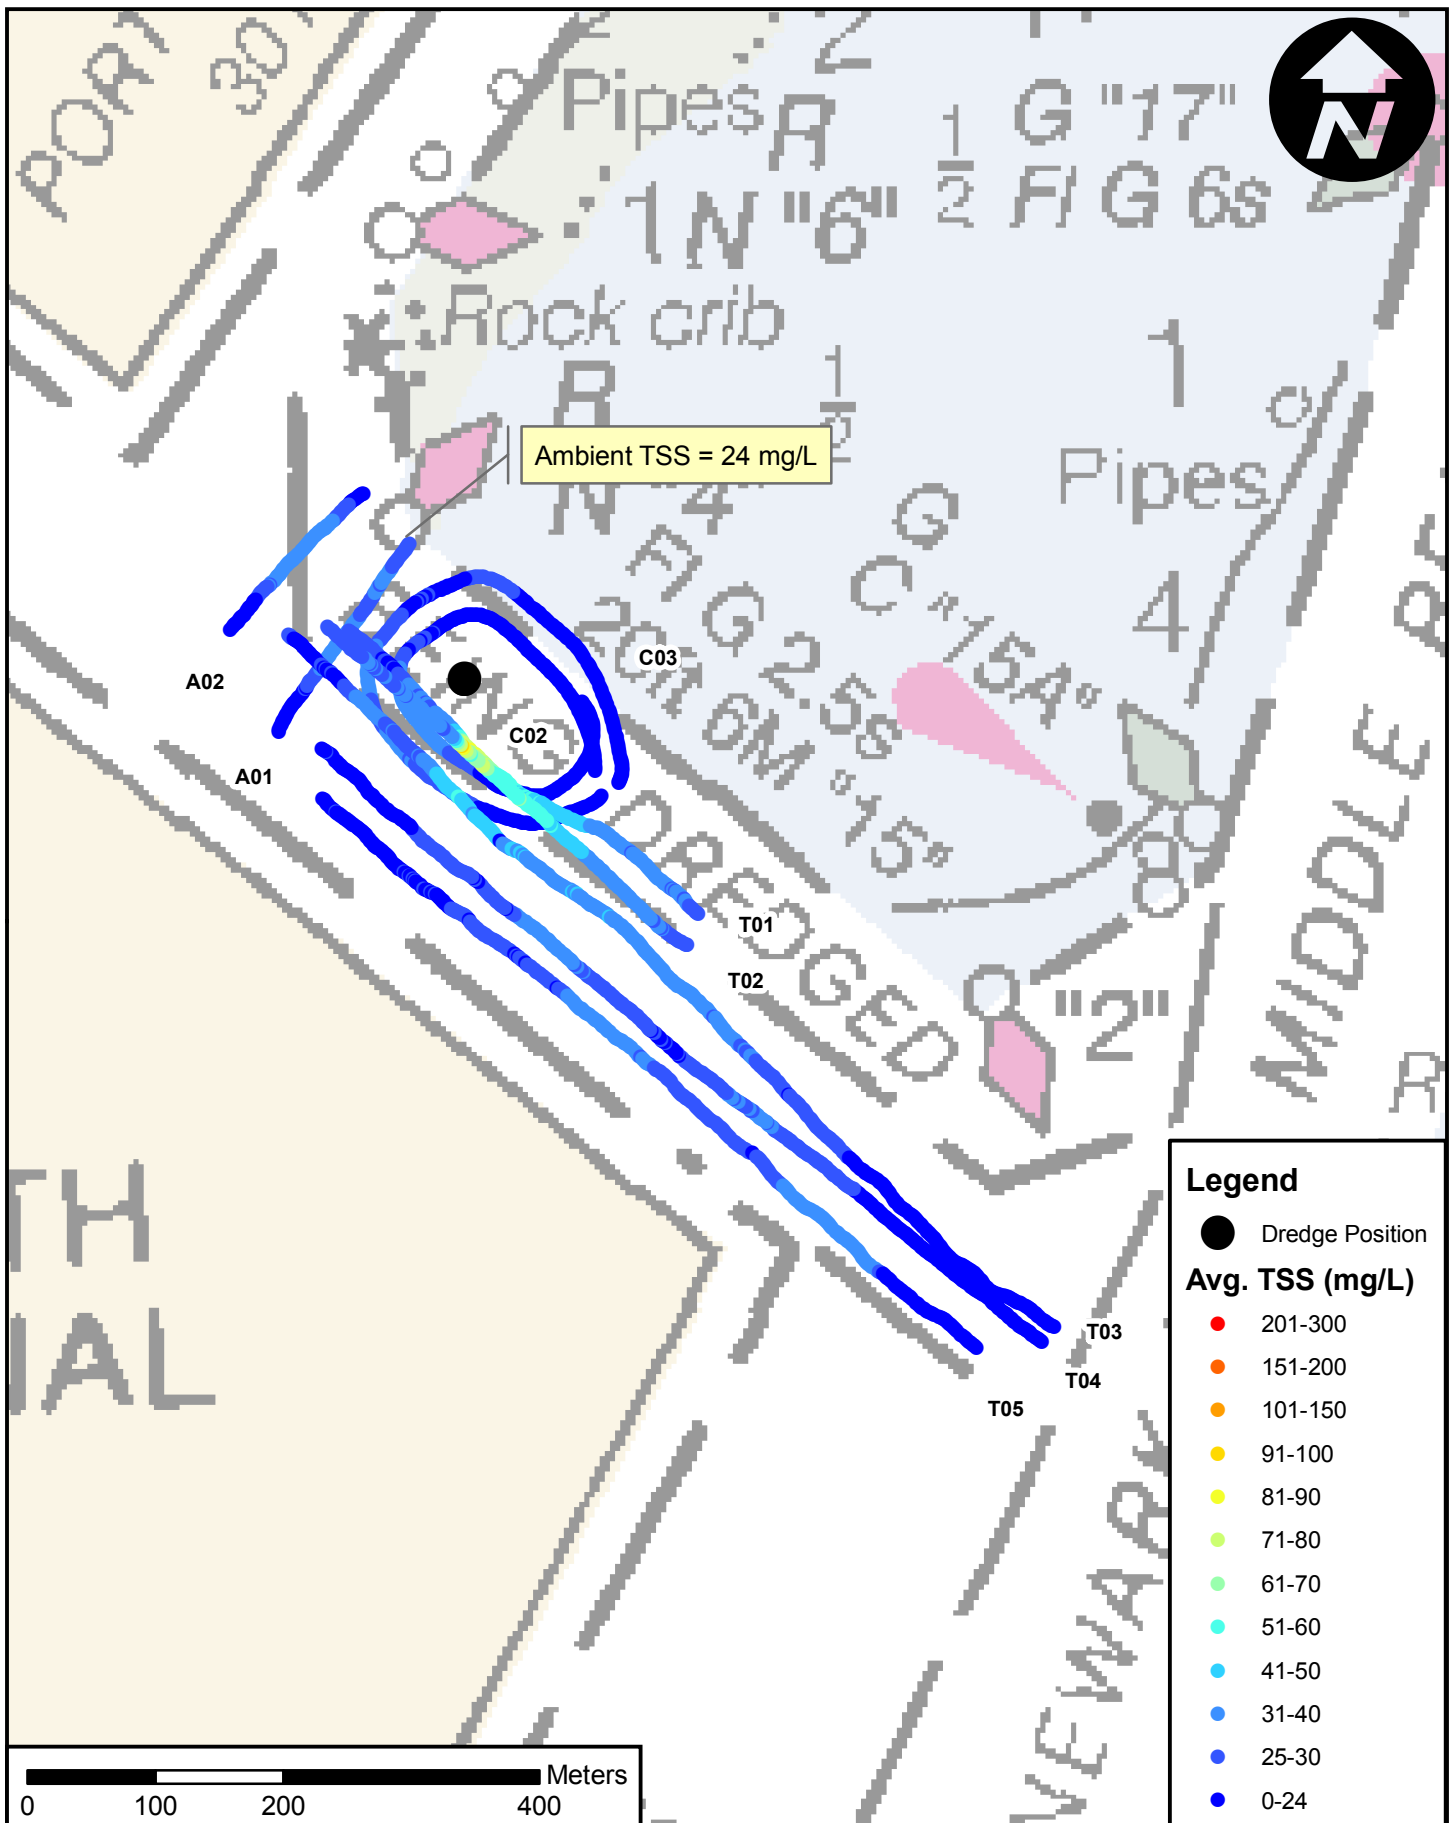 PORT
30
2
2
1
Pipes
R
1/2
G "17"
Fl G 6s
N
1 N "6"
Rock crib
R
1/2
1
Ambient TSS = 24 mg/L
N "4"
Pipes
G
C "15A"
4
Fl G 2.5s
20ft 6M "15"
A02
C03
C02
A01
T01
DREDGED
T02
"2"
MIDDLE
R
TH
IAL
T03
T04
T05
NEWARK
Legend
Dredge Position
Avg. TSS (mg/L)
201-300
151-200
101-150
91-100
81-90
71-80
61-70
51-60
41-50
31-40
25-30
0-24
Meters
0 100 200 400